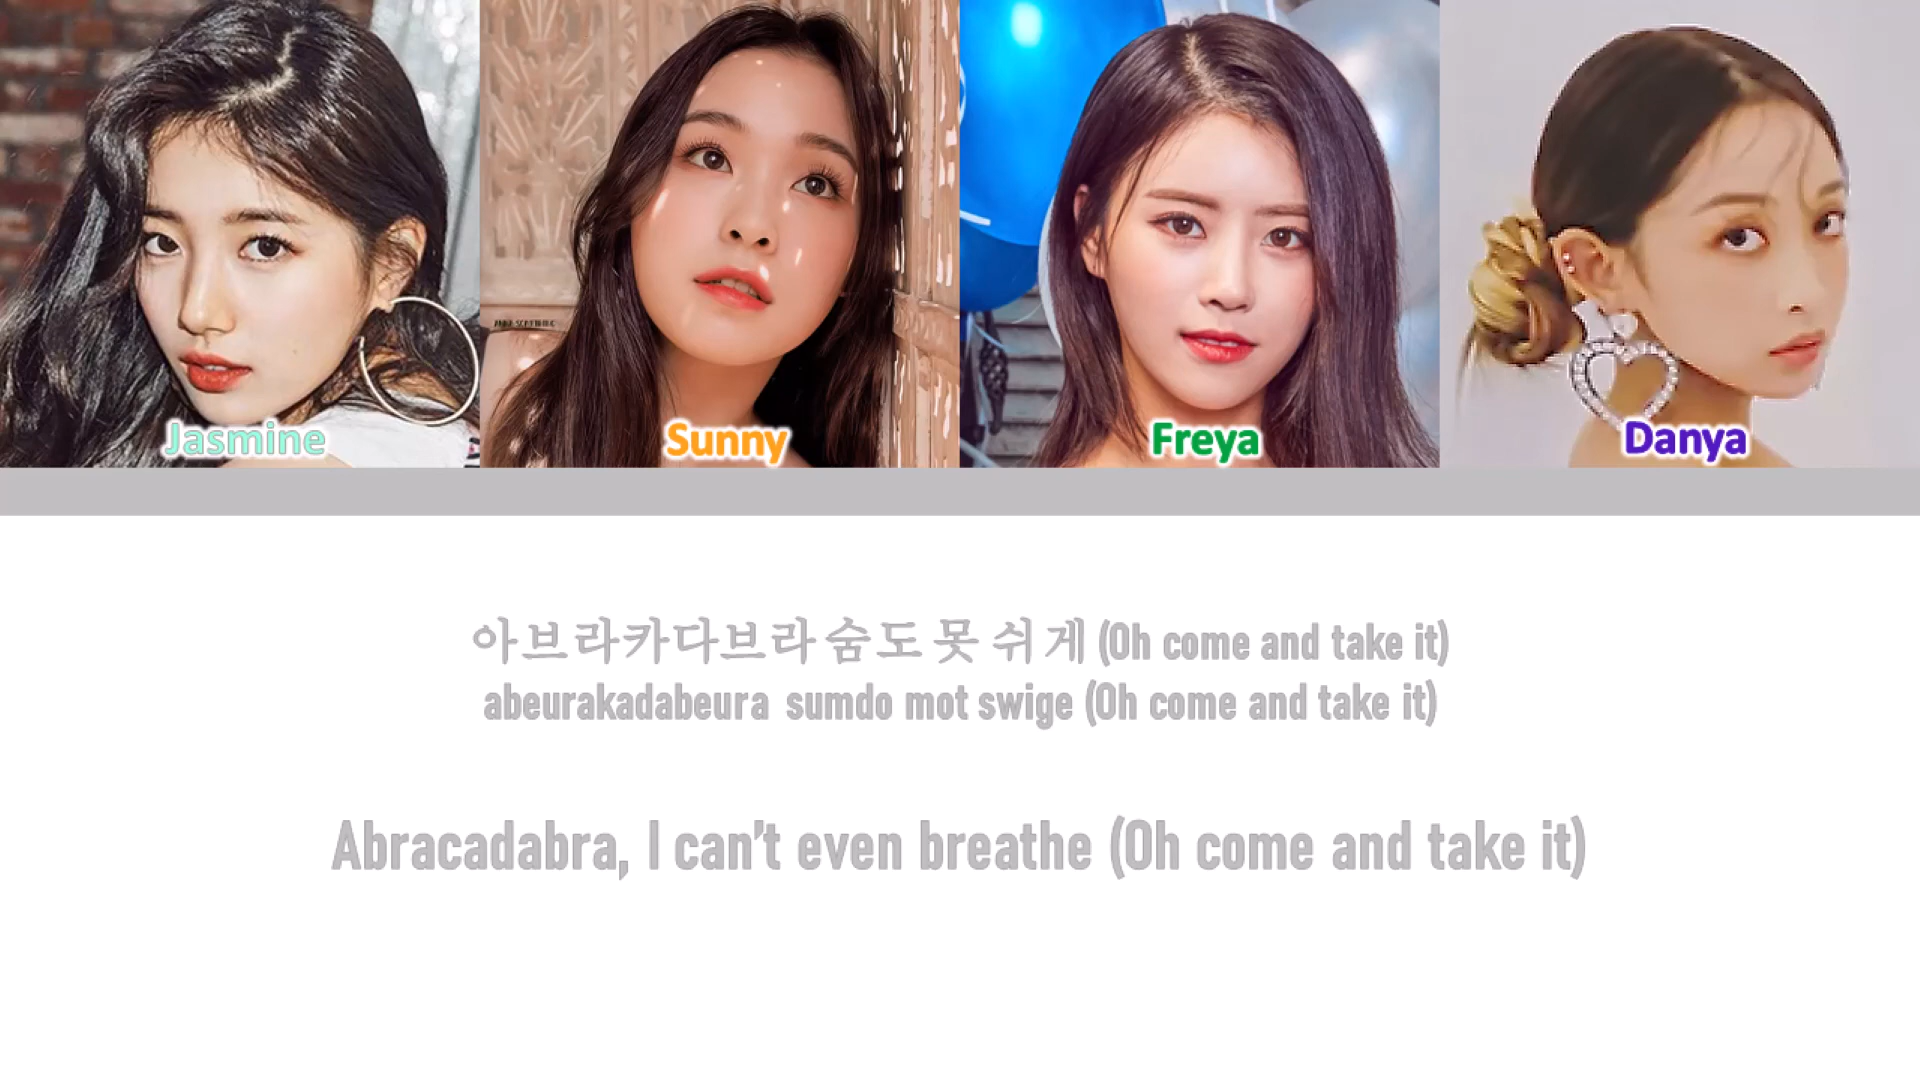 Jasmine
Sunny
Freya
Danya
아브라카다브라 숨도 못 쉬게 (Oh come and take it)
abeurakadabeura sumdo mot swige (Oh come and take it)
Abracadabra, I can’t even breathe (Oh come and take it)